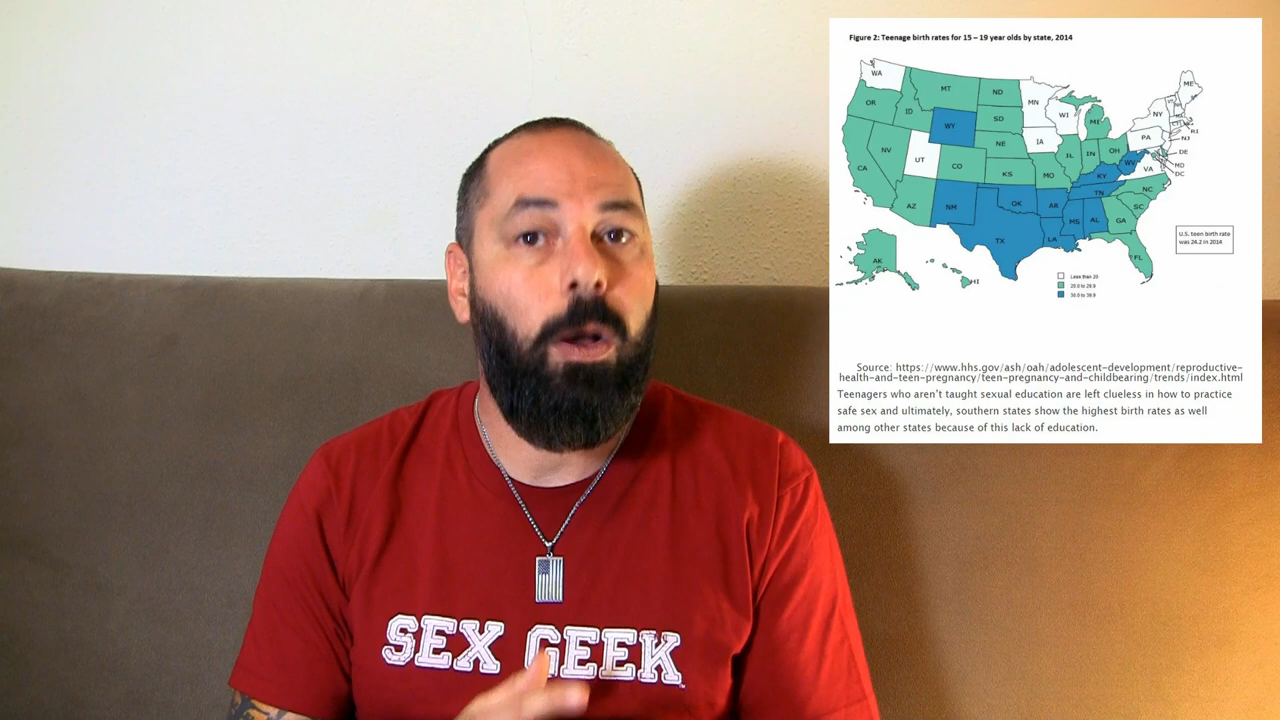 Figure 2: Teenage birth rates for 15 – 19 year olds by state, 2014
WA
ME
MT
ND
MN
OR
ID
SD
WI
MI
NY
RI
WY
IA
PA
NJ
NE
NV
UT
IL
IN
OH
DE
CO
WV
MD
CA
KS
MO
KY
VA
DC
NC
TN
AZ
NM
OK
AR
SC
MS
AL
GA
TX
LA
FL
AK
HI
U.S. teen birth rate
was 24.2 in 2014
Less than 20
20.0 to 29.9
30.0 to 39.9
Source: https://www.hhs.gov/ash/oah/adolescent-development/reproductive-
health-and-teen-pregnancy/teen-pregnancy-and-childbearing/trends/index.html
Teenagers who aren't taught sexual education are left clueless in how to practice
safe sex and ultimately, southern states show the highest birth rates as well
among other states because of this lack of education.
SEX GEEK